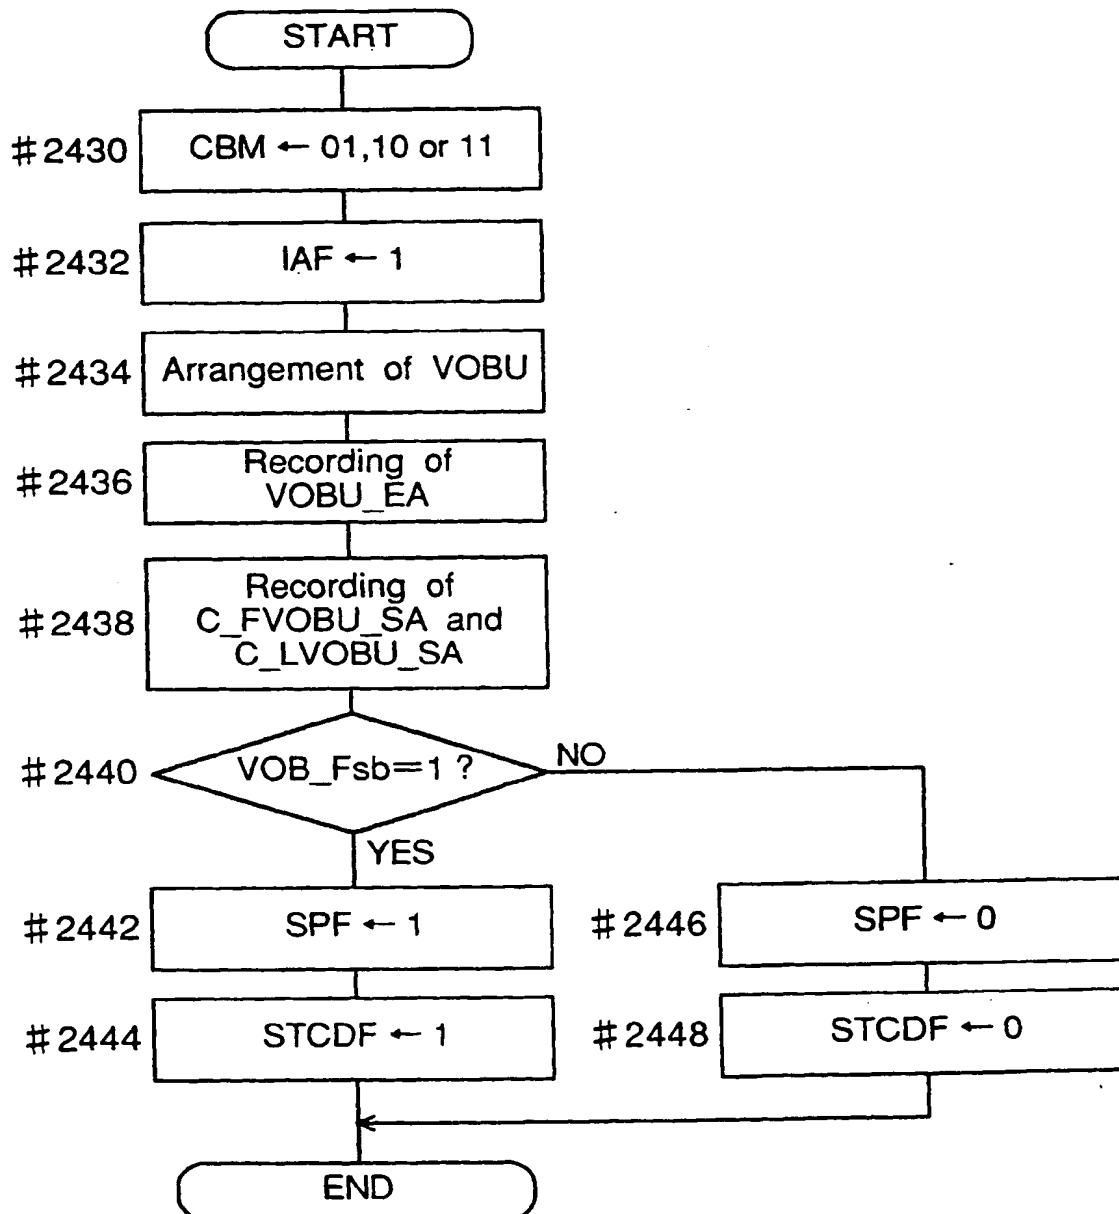 START
#2430
CBM ← 01,10 or 11
#2432
IAF ← 1
#2434
Arrangement of VOBU
#2436
Recording of
VOBU_EA
#2438
Recording of
C_FVOBU_SA and
C_LVOBU_SA
#2440
VOB_Fsb=1 ?
NO
YES
#2442
SPF ← 1
#2446
SPF ← 0
#2444
STCDF ← 1
#2448
STCDF ← 0
END